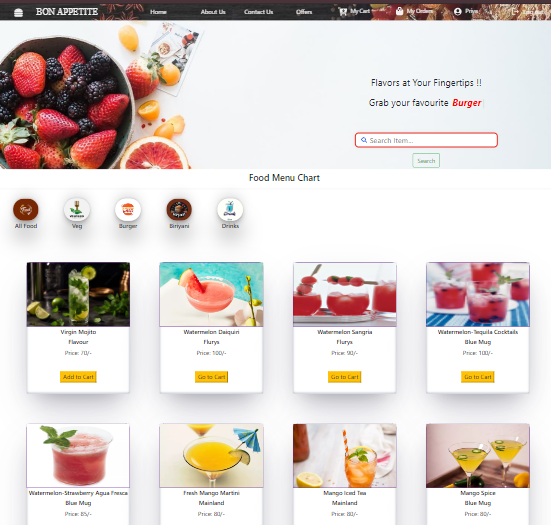 BON APPETITE
Home
About Us
Contact Us
Offers
My Cart
My Orders
Priya
Flavors at Your Fingertips !!
Grab your favourite Burger
Search Item...
Search
Food Menu Chart
All Food
Veg
Burger
Biriyani
Drinks
Virgin Mojito
Flavour
Price: 70/-
Add to Cart
Watermelon Daiquiri
Flurys
Price: 100/-
Go to Cart
Watermelon Sangria
Flurys
Price: 90/-
Go to Cart
Watermelon-Tequila Cocktails
Blue Mug
Price: 100/-
Go to Cart
Watermelon-Strawberry Agua Fresca
Blue Mug
Price: 85/-
Fresh Mango Martini
Mainland
Price: 80/-
Mango Iced Tea
Mainland
Price: 80/-
Mango Spice
Blue Mug
Price: 80/-